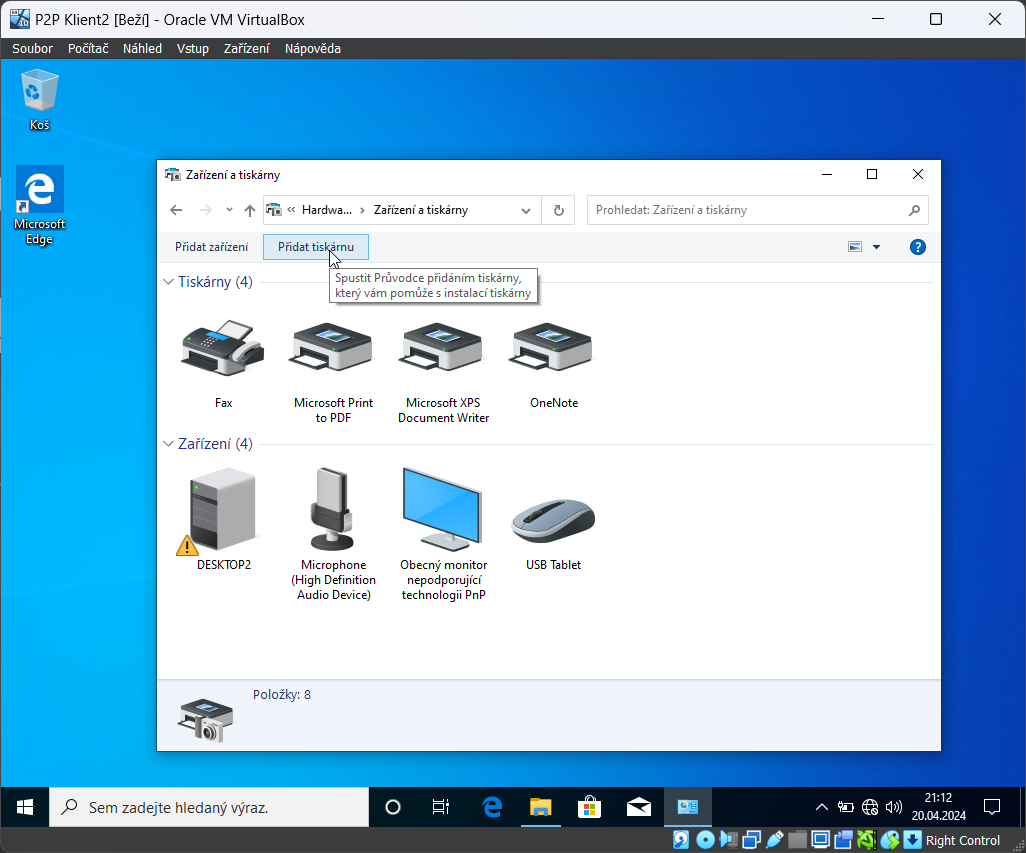 P2P Klient2 [Beží] - Oracle VM VirtualBox
Soubor Počítač Náhled Vstup Zařízení Nápověda
Koš
Microsoft
Edge
Zařízení a tiskárny
« Hardwa... › Zařízení a tiskárny
Prohledat: Zařízení a tiskárny
Přidat zařízení Přidat tiskárnu
Spustit Průvodce přidáním tiskárny,
který vám pomůže s instalací tiskárny
Tiskárny (4)
Fax
Microsoft Print
to PDF
Microsoft XPS
Document Writer
OneNote
Zařízení (4)
DESKTOP2
Microphone
(High Definition
Audio Device)
Obecný monitor
nepodporující
technologii PnP
USB Tablet
Položky: 8
Sem zadejte hledaný výraz.
21:12
20.04.2024
Right Control